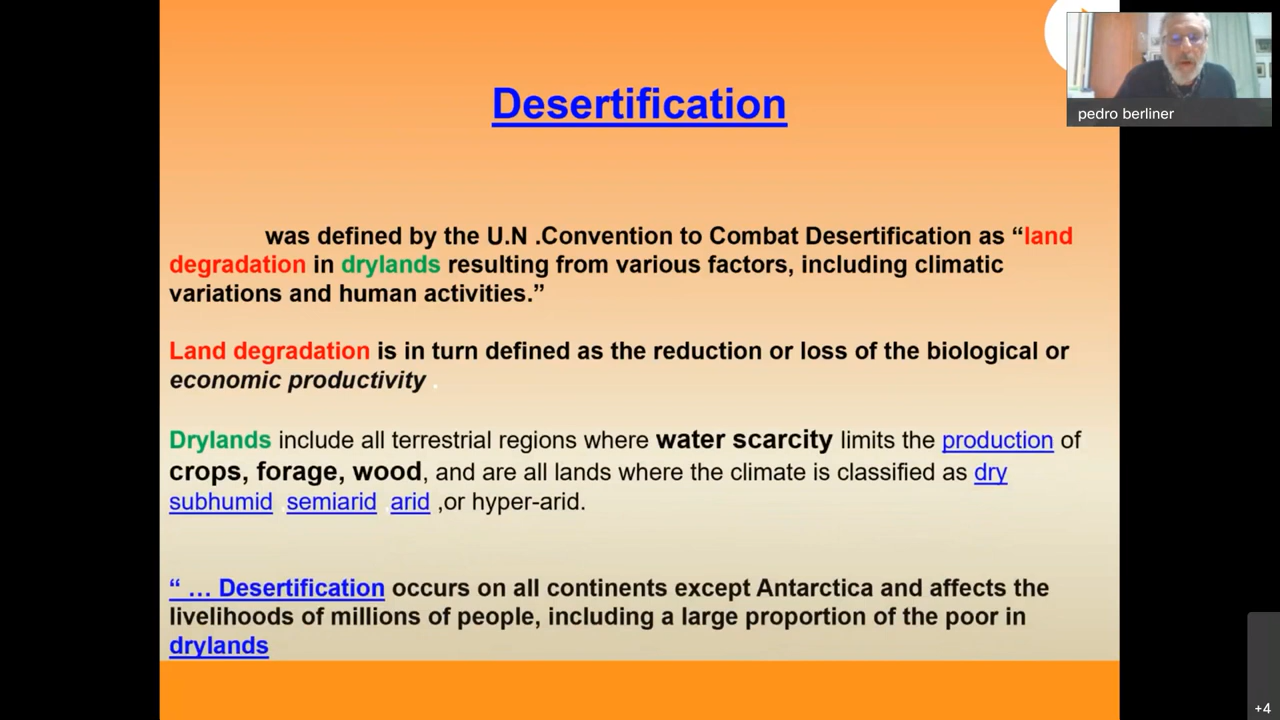 Desertification
pedro berliner
was defined by the U.N .Convention to Combat Desertification as “land
degradation in drylands resulting from various factors, including climatic
variations and human activities.”
Land degradation is in turn defined as the reduction or loss of the biological or
economic productivity .
Drylands include all terrestrial regions where water scarcity limits the production of
crops, forage, wood, and are all lands where the climate is classified as dry
subhumid ,semiarid ,arid ,or hyper-arid.
“ … Desertification occurs on all continents except Antarctica and affects the
livelihoods of millions of people, including a large proportion of the poor in
drylands
+4